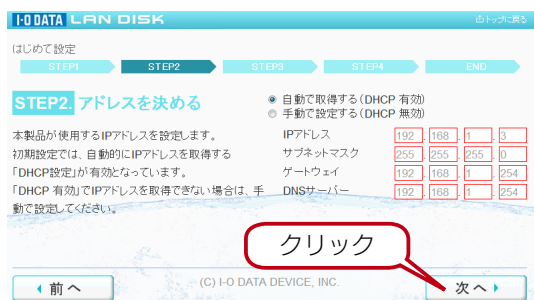 I-O DATA LAN DISK
トップに戻る
はじめて設定
STEP1 STEP2 STEP3 STEP4 END
STEP2. アドレスを決める
自動で取得する(DHCP 有効)
手動で設定する(DHCP 無効)
本製品が使用するIPアドレスを設定します。
初期設定では、自動的にIPアドレスを取得する
「DHCP設定」が有効となっています。
「DHCP 有効」でIPアドレスを取得できない場合は、手
動で設定してください。
IPアドレス 192 . 168 . 1 . 3
サブネットマスク 255 . 255 . 255 . 0
ゲートウェイ 192 . 168 . 1 . 254
DNSサーバー 192 . 168 . 1 . 254
クリック
前へ
(C) I-O DATA DEVICE, INC.
次へ